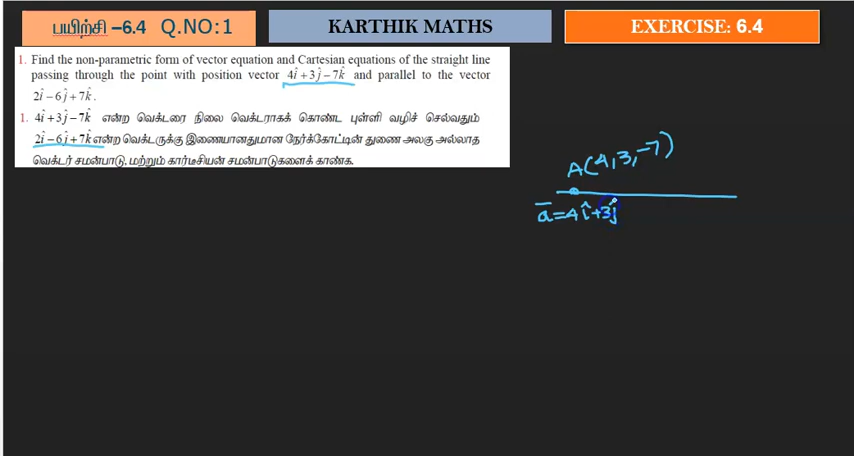 பயிற்சி –6.4 Q.NO:1
KARTHIK MATHS
EXERCISE: 6.4
1. Find the non-parametric form of vector equation and Cartesian equations of the straight line
passing through the point with position vector 4î + 3ĵ − 7k̂ and parallel to the vector
2î − 6ĵ + 7k̂ .
1. 4î + 3ĵ − 7k̂ என்ற வெக்டரை நிலை வெக்டராகக் கொண்ட புள்ளி வழிச் செல்வதும்
2î − 6ĵ + 7k̂ என்ற வெக்டருக்கு இணையானதுமான நேர்க்கோட்டின் துணை அலகு அல்லாத
வெக்டர் சமன்பாடு, மற்றும் கார்டீசியன் சமன்பாடுகளைக் காண்க.
A(4,3,−7)
a̅=4î+3ĵ